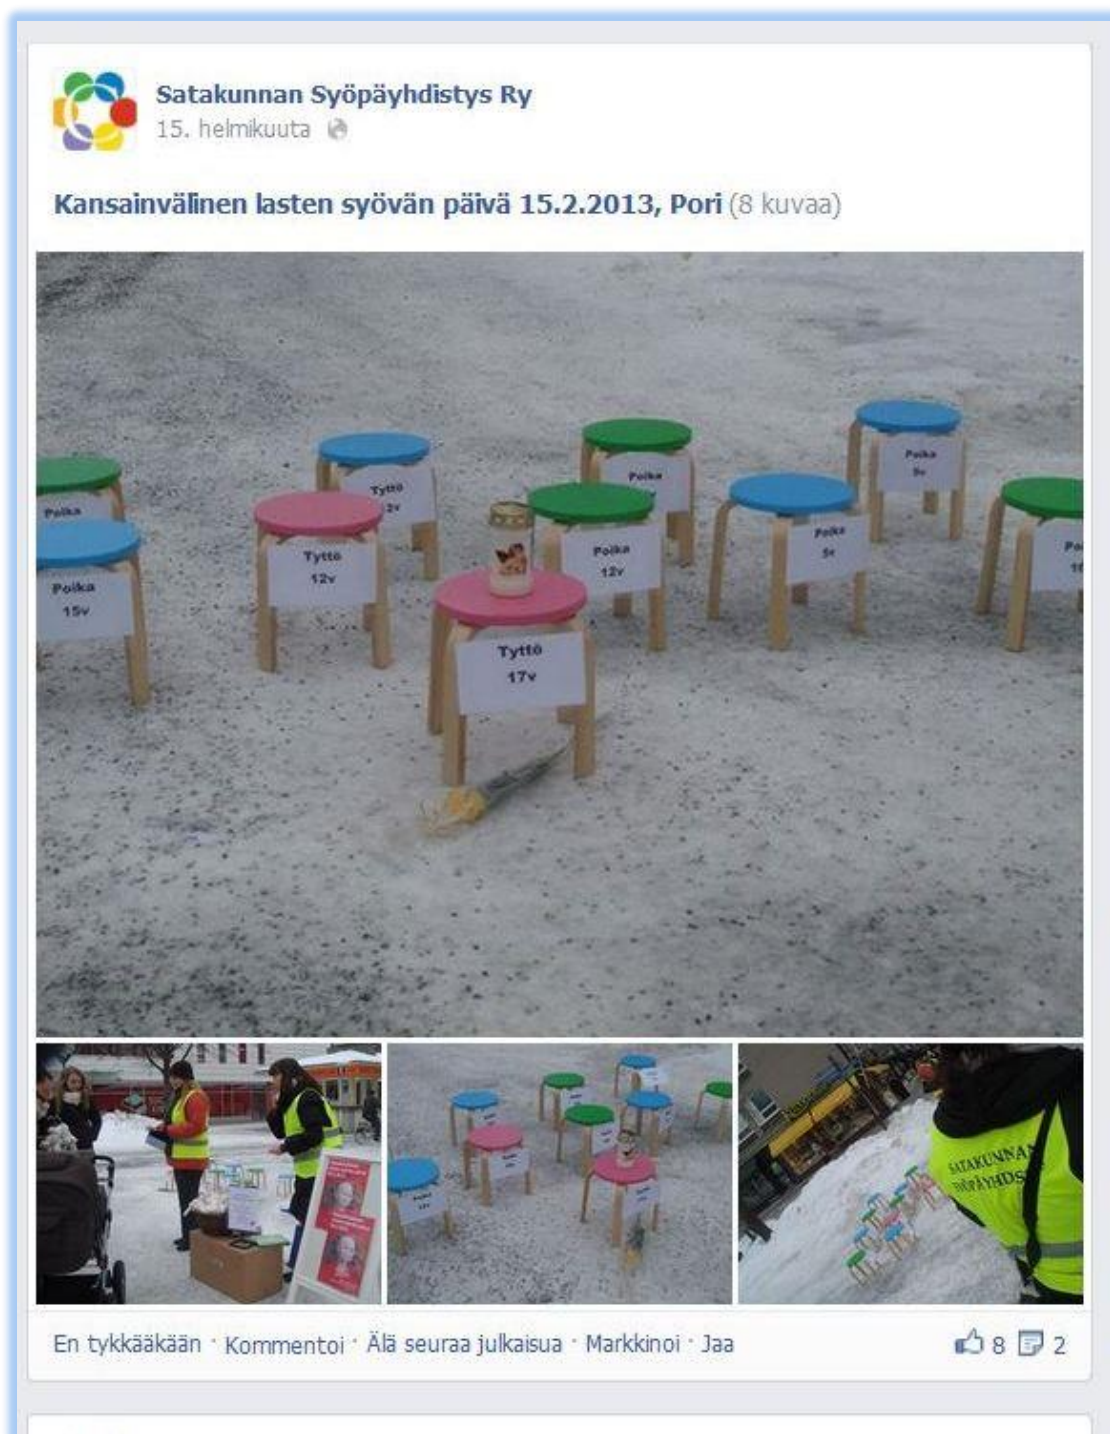 Satakunnan Syöpäyhdistys Ry
15. helmikuuta
Kansainvälinen lasten syövän päivä 15.2.2013, Pori (8 kuvaa)
Poika
Tyttö
Poika
Poika
9v
Poika
15v
Tyttö
12v
Poika
12v
Poika
5v
Tyttö
17v
SATAKUNNAN
SYÖPÄYHDIS
En tykkääkään · Kommentoi · Älä seuraa julkaisua · Markkinoi · Jaa
8 2